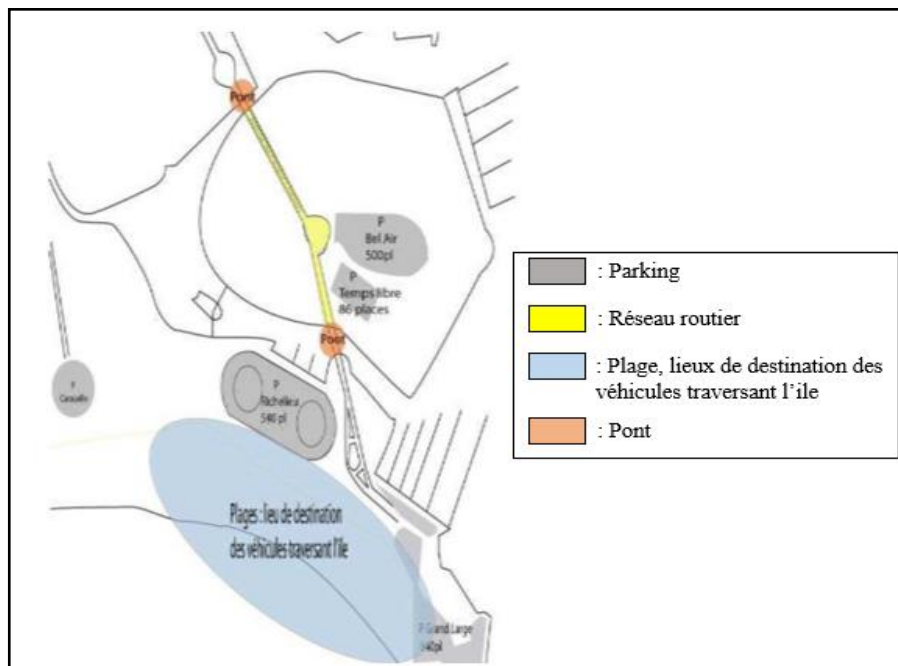 Pont
P
Bel Air
500pl
P
Temps libre
86 places
Pont
P
Richelieu
540 pl
P
Plages : lieu de destination
des véhicules traversant l'île
P Grand Large
340pl
: Parking
: Réseau routier
: Plage, lieux de destination des
véhicules traversant l'ile
: Pont